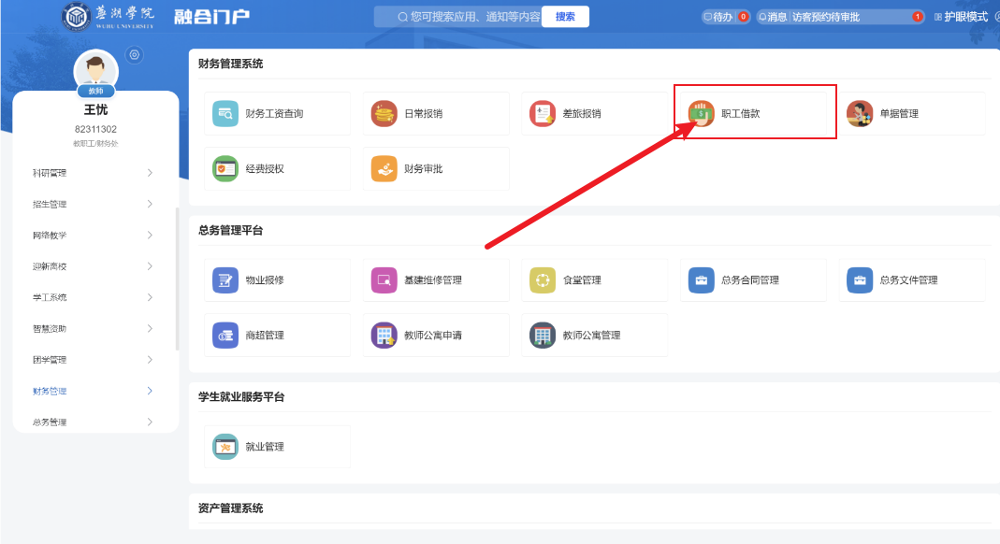 蕪湖學院
WUHU UNIVERSITY
融合门户
您可搜索应用、通知等内容
搜索
待办
0
消息
访客预约待审批
1
护眼模式
教师
王忧
82311302
教职工/财务处
科研管理
招生管理
网络教学
迎新离校
学工系统
智慧资助
团学管理
财务管理
总务管理
财务管理系统
财务工资查询
日常报销
差旅报销
职工借款
单据管理
经费授权
财务审批
总务管理平台
物业报修
基建维修管理
食堂管理
总务合同管理
总务文件管理
商超管理
教师公寓申请
教师公寓管理
学生就业服务平台
就业管理
资产管理系统